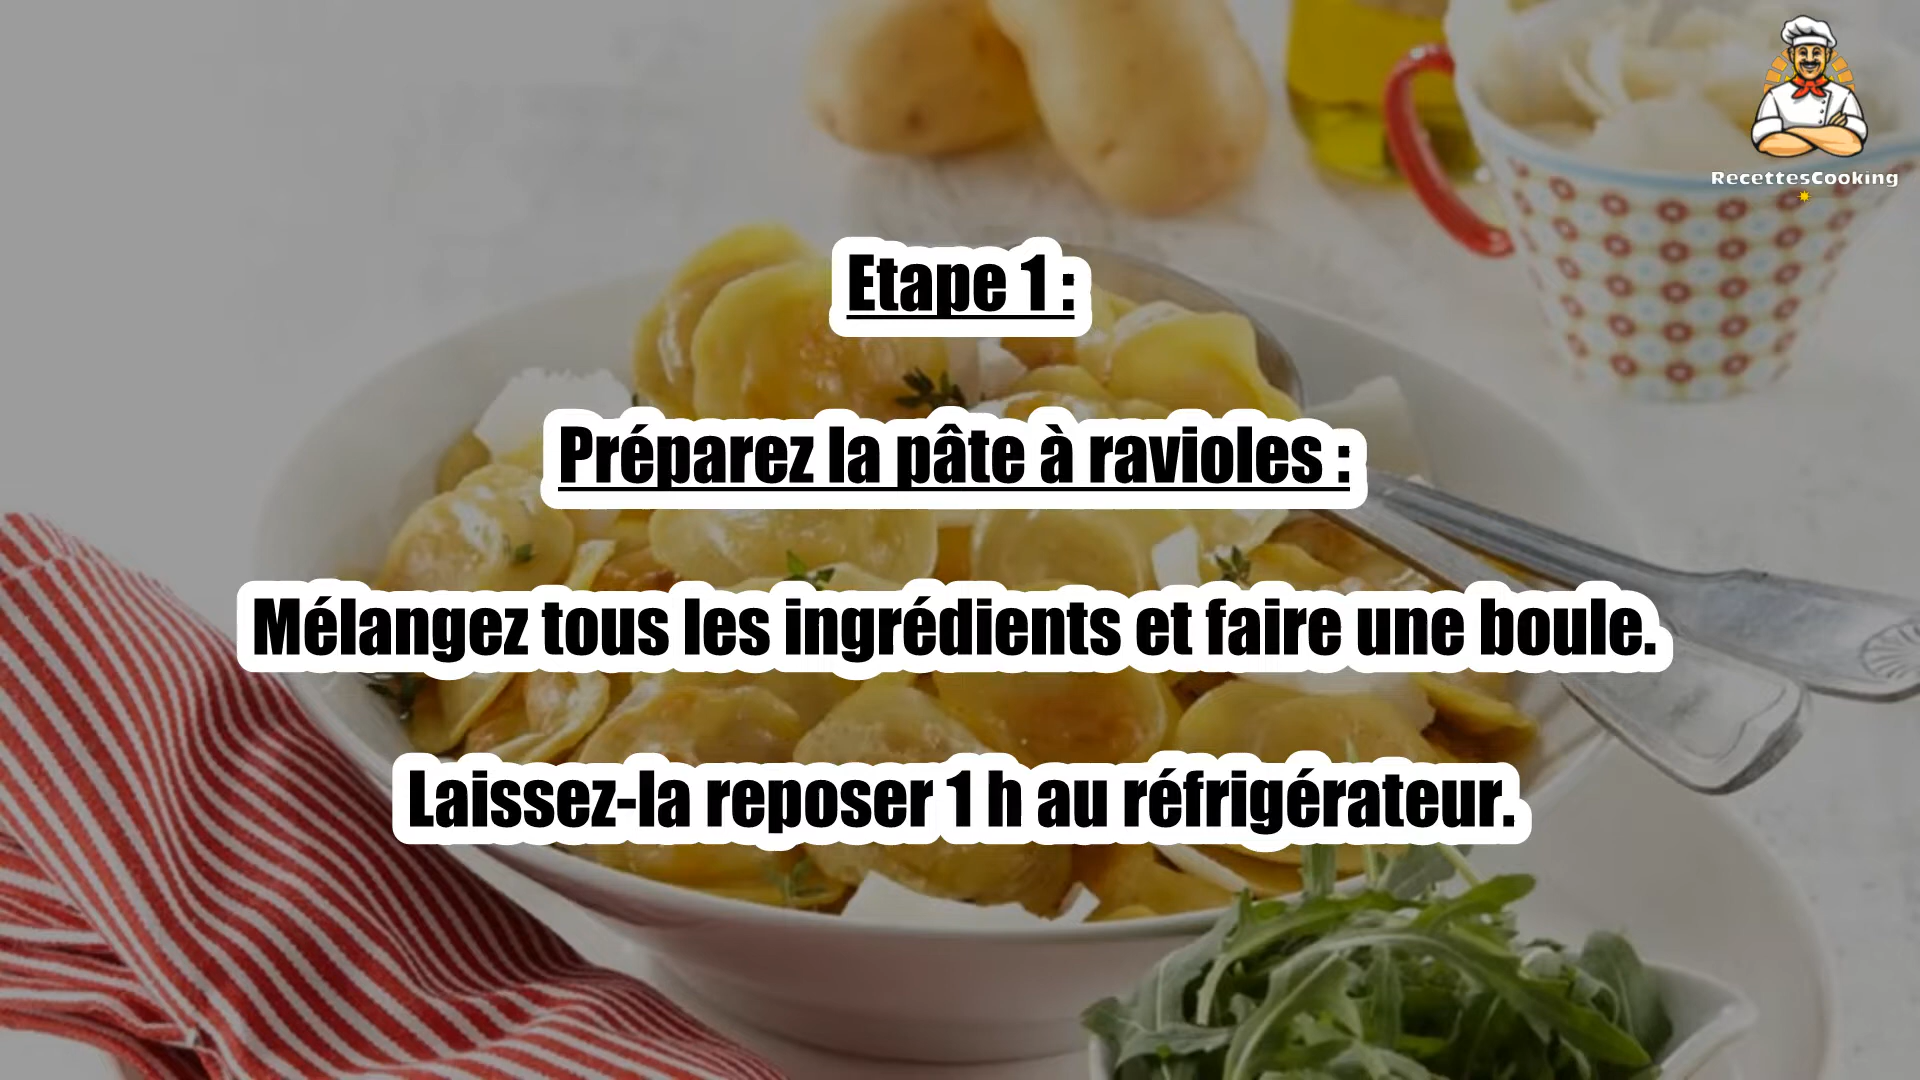 RecettesCooking
Etape 1 :
Préparez la pâte à ravioles :
Mélangez tous les ingrédients et faire une boule.
Laissez-la reposer 1 h au réfrigérateur.